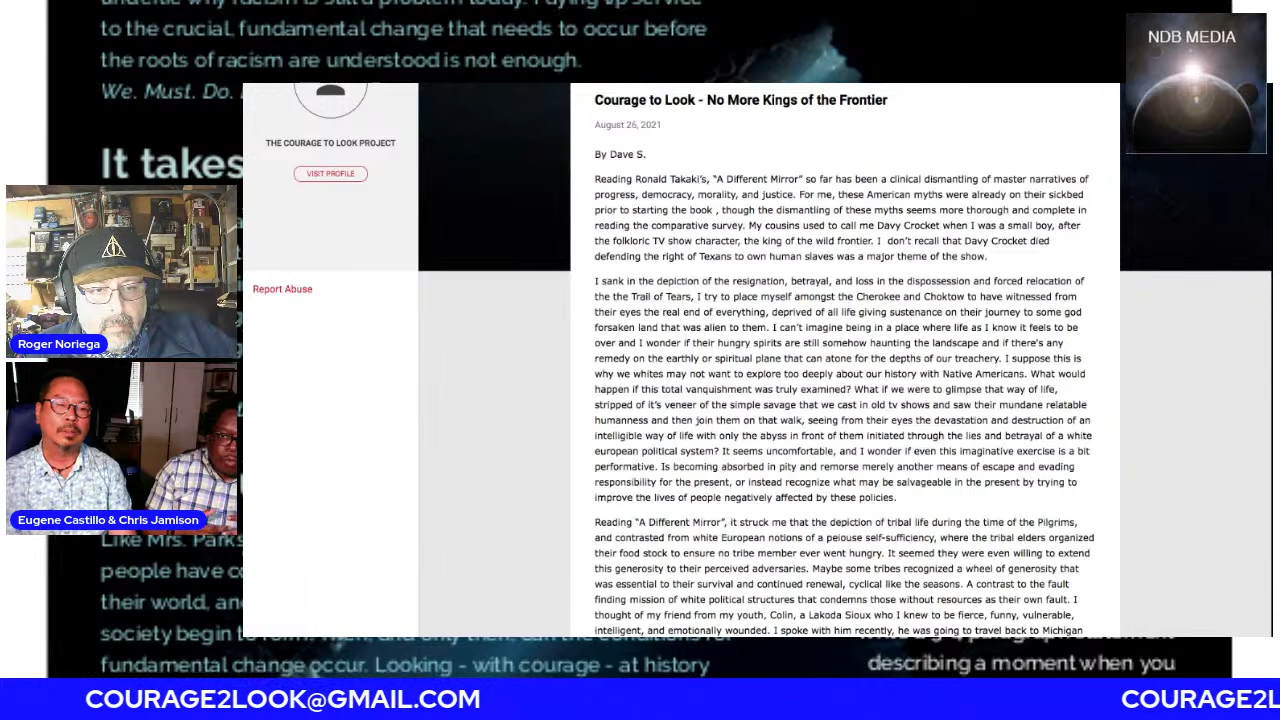 to the crucial, fundamental change that needs to occur before
the roots of racism are understood is not enough.
We. Must. Do.
It takes
NDB MEDIA
THE COURAGE TO LOOK PROJECT
VISIT PROFILE
Report Abuse
Courage to Look - No More Kings of the Frontier
August 26, 2021
By Dave S.
Reading Ronald Takaki's, “A Different Mirror” so far has been a clinical dismantling of master narratives of
progress, democracy, morality, and justice. For me, these American myths were already on their sickbed
prior to starting the book , though the dismantling of these myths seems more thorough and complete in
reading the comparative survey. My cousins used to call me Davy Crocket when I was a small boy, after
the folkloric TV show character, the king of the wild frontier. I don't recall that Davy Crocket died
defending the right of Texans to own human slaves was a major theme of the show.
I sank in the depiction of the resignation, betrayal, and loss in the dispossession and forced relocation of
the the Trail of Tears, I try to place myself amongst the Cherokee and Choktow to have witnessed from
their eyes the real end of everything, deprived of all life giving sustenance on their journey to some god
forsaken land that was alien to them. I can't imagine being in a place where life as I know it feels to be
over and I wonder if their hungry spirits are still somehow haunting the landscape and if there's any
remedy on the earthly or spiritual plane that can atone for the depths of our treachery. I suppose this is
why we whites may not want to explore too deeply about our history with Native Americans. What would
happen if this total vanquishment was truly examined? What if we were to glimpse that way of life,
stripped of it's veneer of the simple savage that we cast in old tv shows and saw their mundane relatable
humanness and then join them on that walk, seeing from their eyes the devastation and destruction of an
intelligible way of life with only the abyss in front of them initiated through the lies and betrayal of a white
european political system? It seems uncomfortable, and I wonder if even this imaginative exercise is a bit
performative. Is becoming absorbed in pity and remorse merely another means of escape and evading
responsibility for the present, or instead recognize what may be salvageable in the present by trying to
improve the lives of people negatively affected by these policies.
Reading “A Different Mirror”, it struck me that the depiction of tribal life during the time of the Pilgrims,
and contrasted from white European notions of a peiouse self-sufficiency, where the tribal elders organized
their food stock to ensure no tribe member ever went hungry. It seemed they were even willing to extend
this generosity to their perceived adversaries. Maybe some tribes recognized a wheel of generosity that
was essential to their survival and continued renewal, cyclical like the seasons. A contrast to the fault
finding mission of white political structures that condemns those without resources as their own fault. I
thought of my friend from my youth, Colin, a Lakoda Sioux who I knew to be fierce, funny, vulnerable,
intelligent, and emotionally wounded. I spoke with him recently, he was going to travel back to Michigan
Roger Noriega
Eugene Castillo & Chris Jamison
Like Mrs. Parks
people have
their world,
society begin
fundamental change occur. Looking - with courage - at history
describing a moment when you
COURAGE2LOOK@GMAIL.COM
COURAGE2L